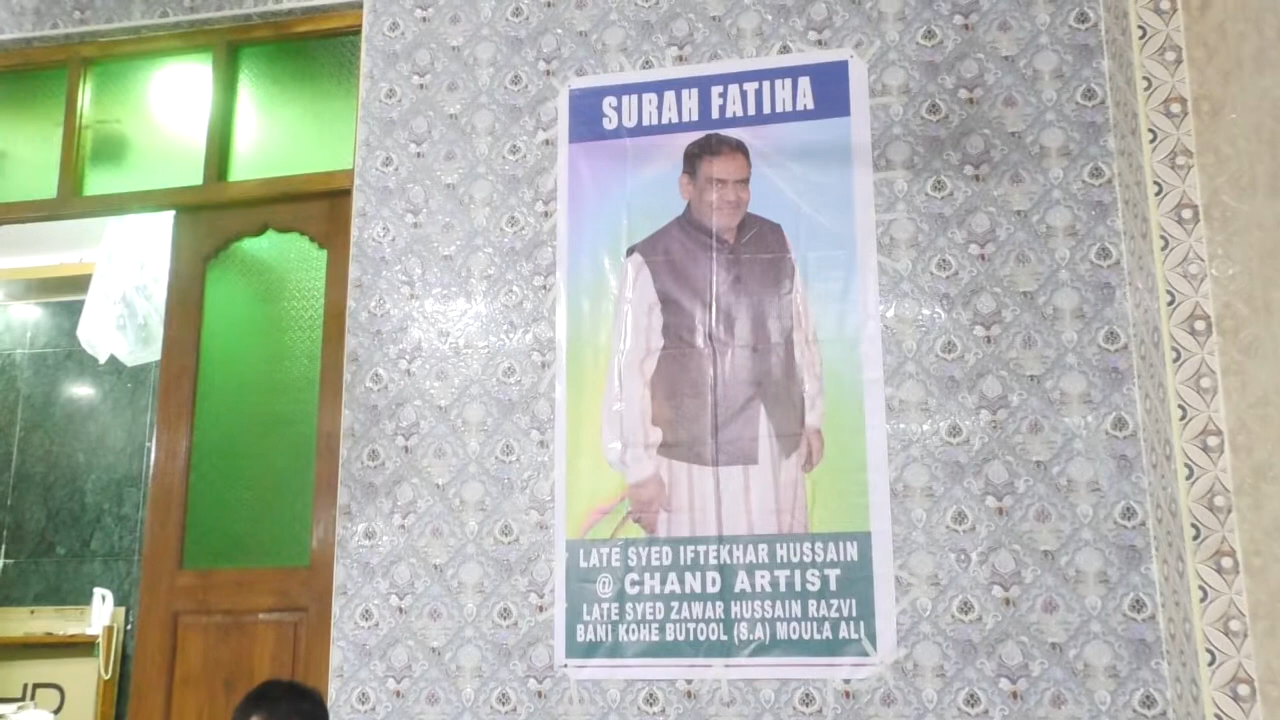 SURAH FATIHA
LATE SYED IFTEKHAR HUSSAIN
@ CHAND ARTIST
LATE SYED ZAWAR HUSSAIN RAZVI
BANI KOHE BUTOOL (S.A) MOULA ALI